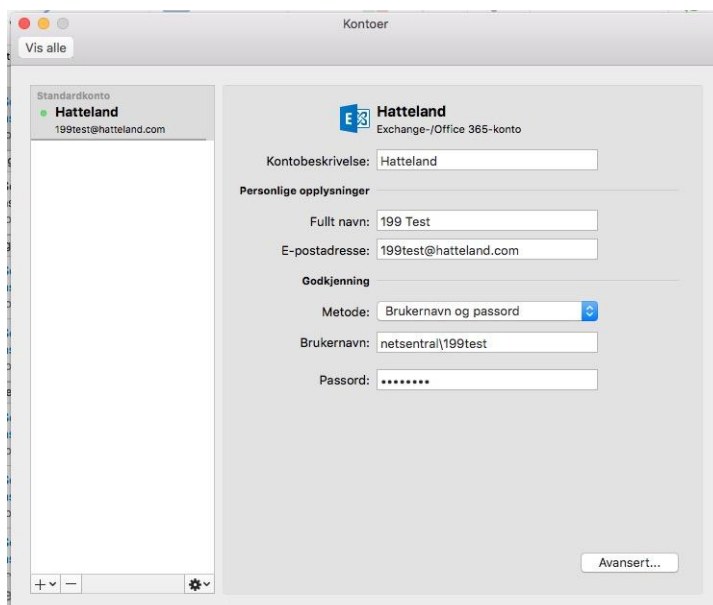 Kontoer
Vis alle
Standardkonto
Hatteland
199test@hatteland.com
Hatteland
Exchange-/Office 365-konto
Kontobeskrivelse: Hatteland
Personlige opplysninger
Fullt navn: 199 Test
E-postadresse: 199test@hatteland.com
Godkjenning
Metode: Brukernavn og passord
Brukernavn: netsentral\199test
Passord: ••••••••
Avansert...